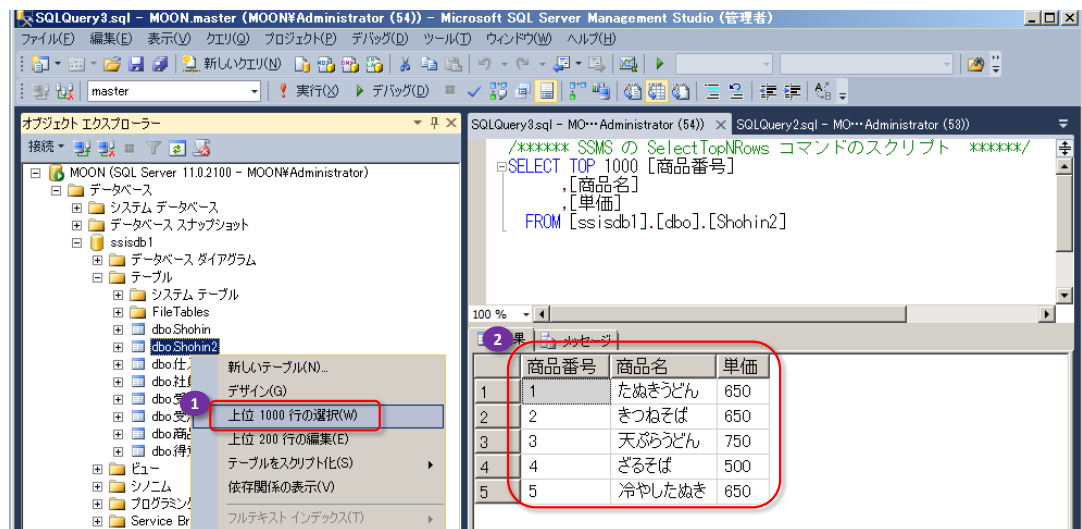 SQLQuery3.sql - MOON.master (MOON¥Administrator (54)) - Microsoft SQL Server Management Studio (管理者)
ファイル(F) 編集(E) 表示(V) クエリ(Q) プロジェクト(P) デバッグ(D) ツール(T) ウィンドウ(W) ヘルプ(H)
新しいクエリ(N)
master
実行(X) デバッグ(D)
オブジェクト エクスプローラー
接続
MOON (SQL Server 11.0.2100 - MOON¥Administrator)
データベース
システム データベース
データベース スナップショット
ssisdb1
データベース ダイアグラム
テーブル
システム テーブル
FileTables
dbo.Shohin
dbo.Shohin2
dbo.仕
dbo.社
dbo.受
dbo.受
dbo.商
dbo.得
ビュー
シノニム
プログラミン
Service Br
新しいテーブル(N)...
デザイン(G)
1
上位 1000 行の選択(W)
上位 200 行の編集(E)
テーブルをスクリプト化(S)
依存関係の表示(V)
フルテキスト インデックス(T)
SQLQuery3.sql - MO…Administrator (54)) SQLQuery2.sql - MO…Administrator (53))
/****** SSMS の SelectTopNRows コマンドのスクリプト ******/
SELECT TOP 1000 [商品番号]
,[商品名]
,[単価]
FROM [ssisdb1].[dbo].[Shohin2]
100 %
2 果 メッセージ
商品番号 商品名 単価
1 1 たぬきうどん 650
2 2 きつねそば 650
3 3 天ぷらうどん 750
4 4 ざるそば 500
5 5 冷やしたぬき 650